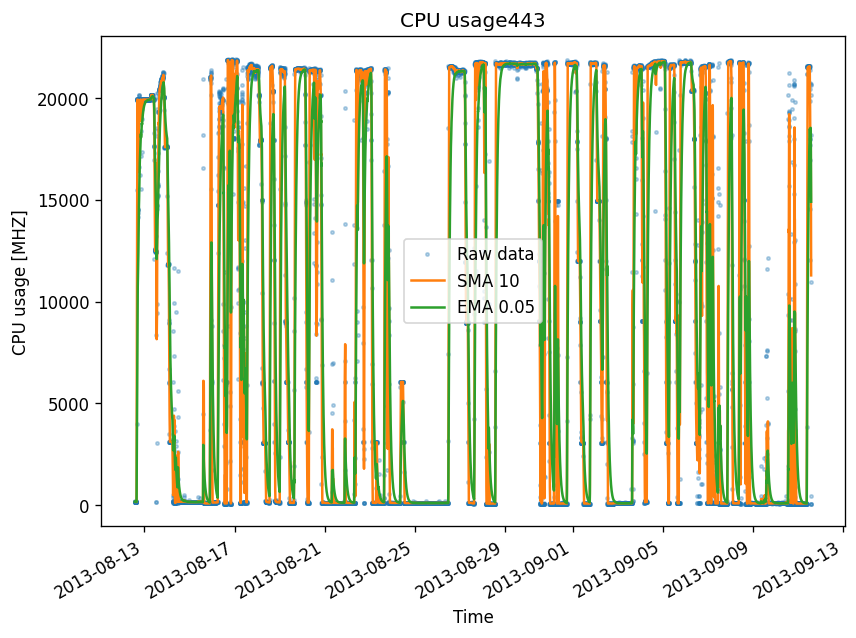 CPU usage443
CPU usage [MHZ]
20000
15000
10000
5000
0
Raw data
SMA 10
EMA 0.05
2013-08-13
2013-08-17
2013-08-21
2013-08-25
2013-08-29
2013-09-01
2013-09-05
2013-09-09
2013-09-13
Time